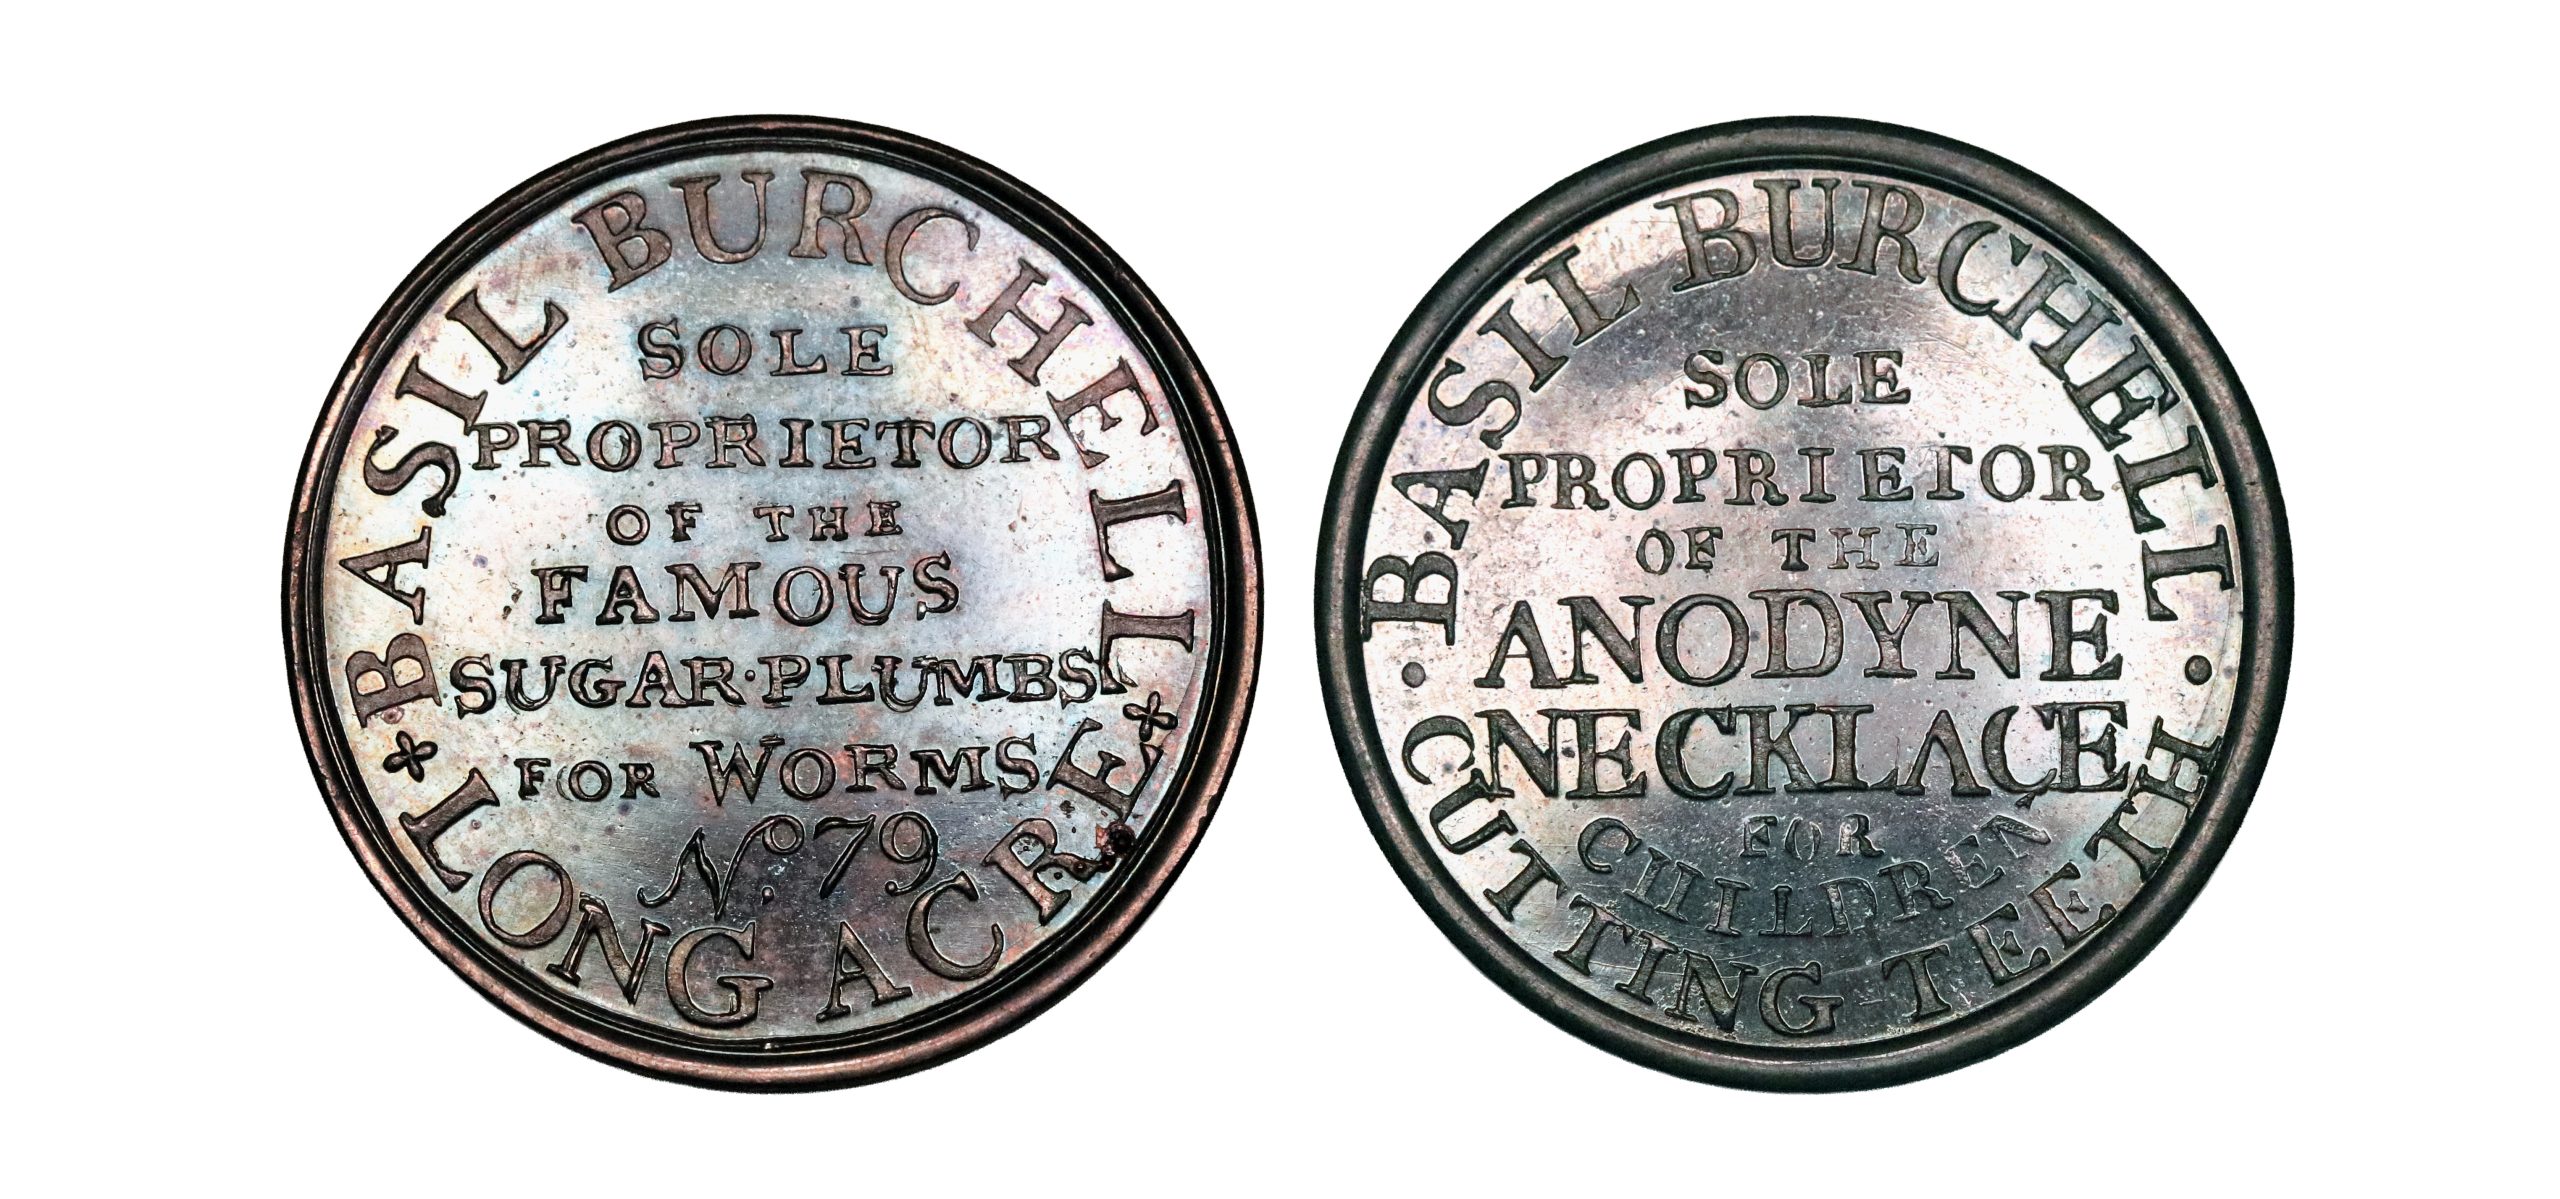 BASIL BURCHELL
SOLE
PROPRIETOR
OF THE
FAMOUS
SUGAR·PLUMBS
FOR WORMS
No. 79
LONG ACRE
BASIL BURCHELL
SOLE
PROPRIETOR
OF THE
ANODYNE
NECKLACE
FOR
CHILDREN
CUTTING TEETH